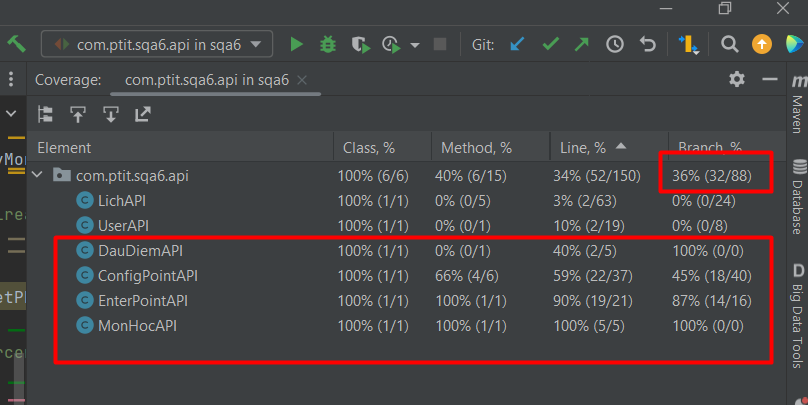 com.ptit.sqa6.api in sqa6
Git:
Coverage: com.ptit.sqa6.api in sqa6
Element Class, % Method, % Line, % Branch, %
com.ptit.sqa6.api 100% (6/6) 40% (6/15) 34% (52/150) 36% (32/88)
LichAPI 100% (1/1) 0% (0/5) 3% (2/63) 0% (0/24)
UserAPI 100% (1/1) 0% (0/1) 10% (2/19) 0% (0/8)
DauDiemAPI 100% (1/1) 0% (0/1) 40% (2/5) 100% (0/0)
ConfigPointAPI 100% (1/1) 66% (4/6) 59% (22/37) 45% (18/40)
EnterPointAPI 100% (1/1) 100% (1/1) 90% (19/21) 87% (14/16)
MonHocAPI 100% (1/1) 100% (1/1) 100% (5/5) 100% (0/0)
yMon
rea
etPl
rcen
m
Maven
Database
D
Big Data Tools